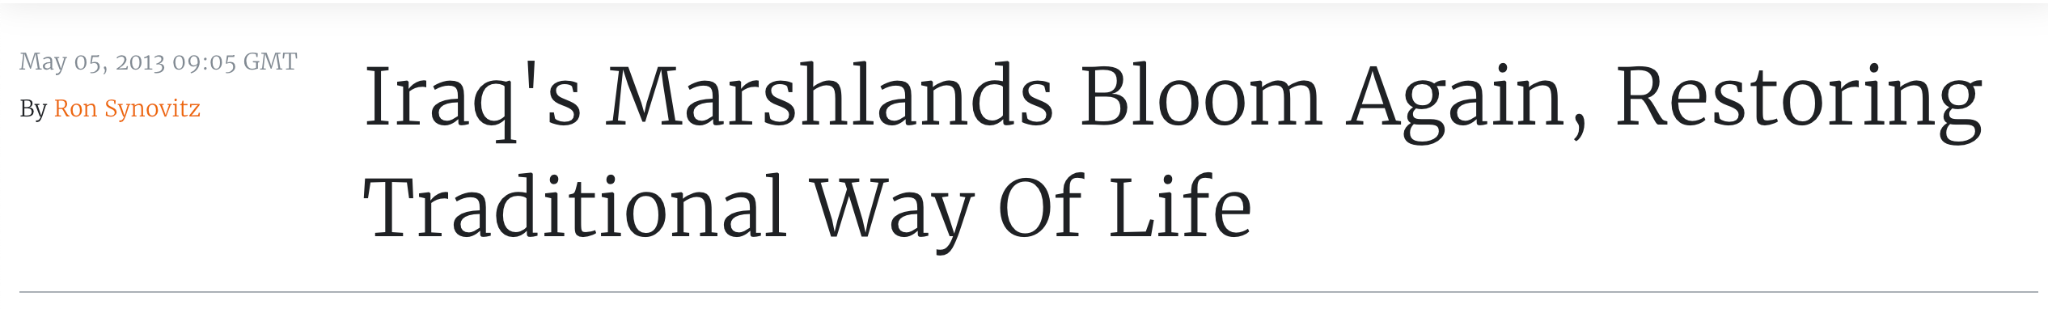 May 05, 2013 09:05 GMT
By Ron Synovitz
Iraq's Marshlands Bloom Again, Restoring
Traditional Way Of Life